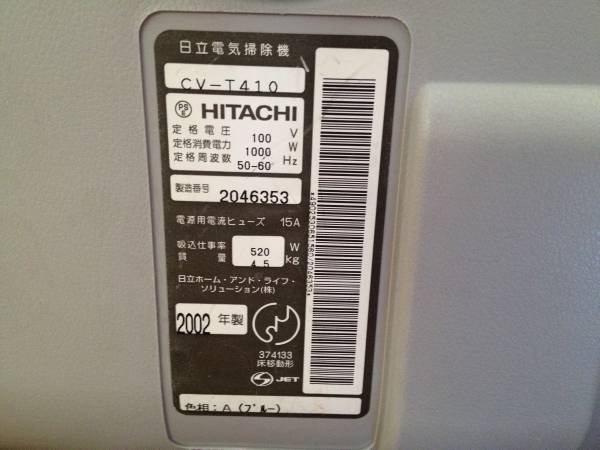 日立電気掃除機
CV-T410
PS E HITACHI
定格電圧 100 V
定格消費電力 1000 W
定格周波数 50-60 Hz
製造番号 2046353
電源用電流ヒューズ 15A
吸込仕事率 520 W
質量 4.5 kg
日立ホーム・アンド・ライフ・
ソリューション(株)
2002 年製
374133
床移動形
S JET
色相:A(ブルー)